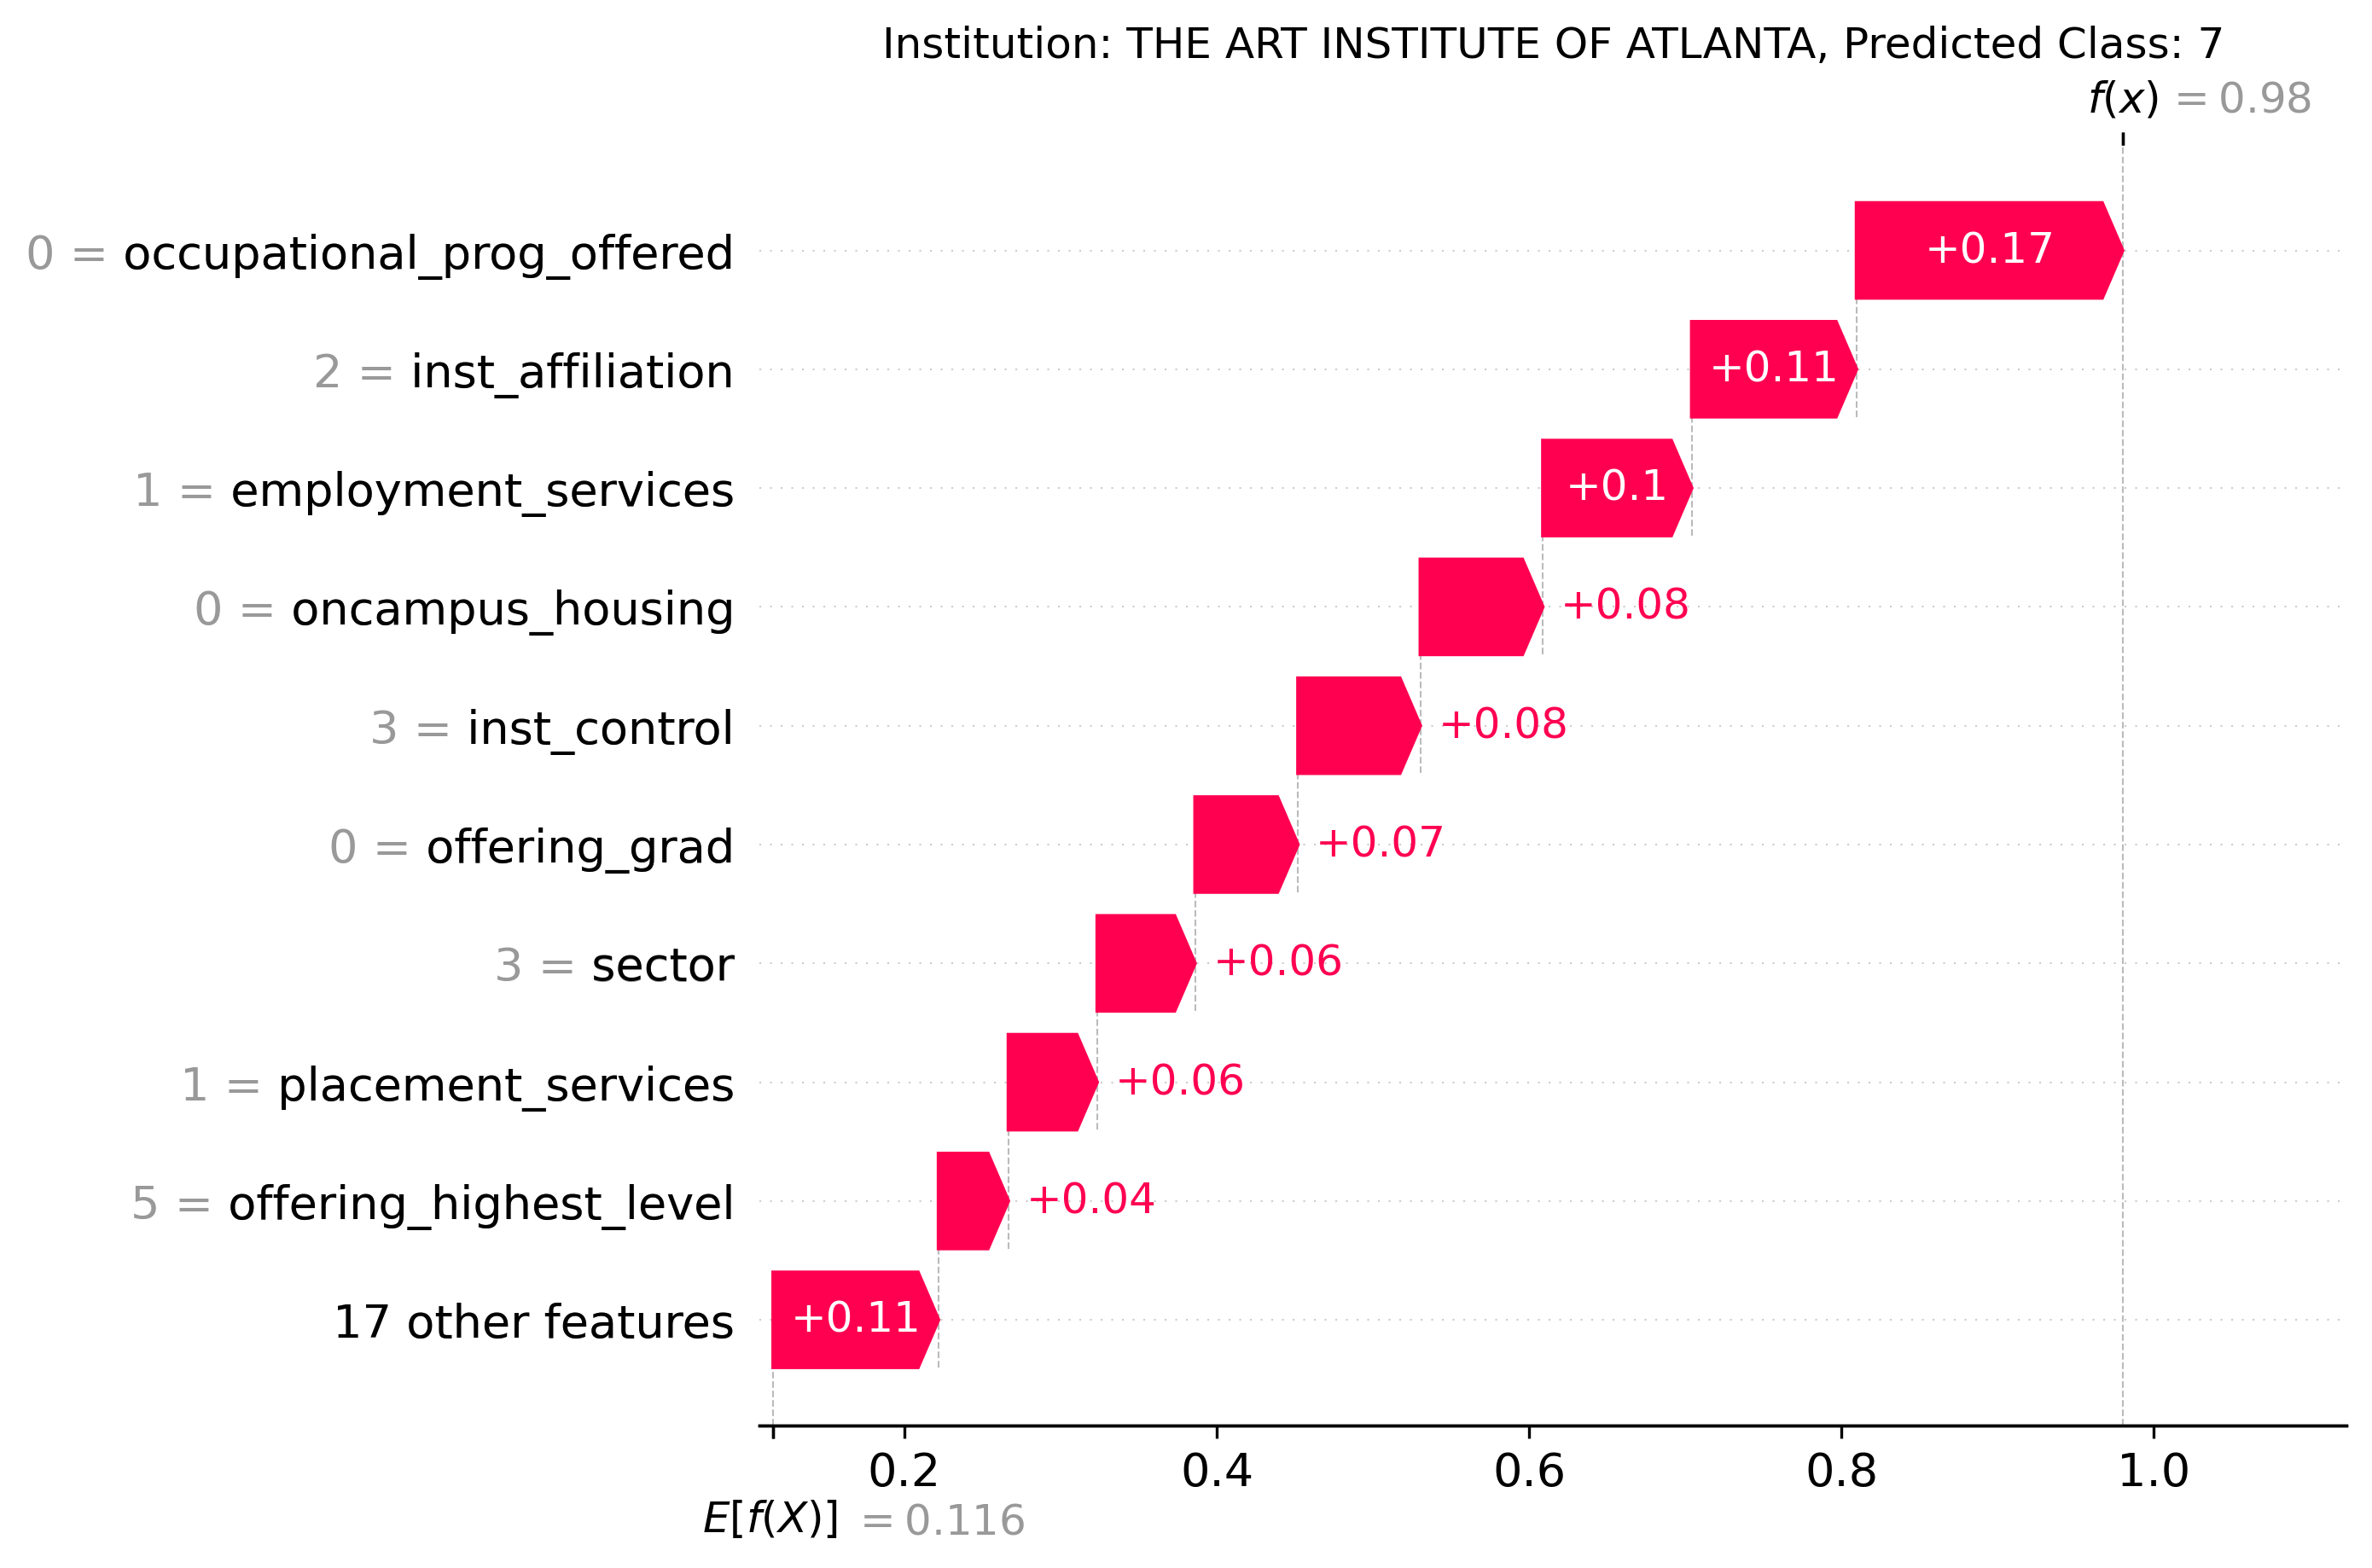 Institution: THE ART INSTITUTE OF ATLANTA, Predicted Class: 7
f(x) = 0.98
0 = occupational_prog_offered +0.17
2 = inst_affiliation +0.11
1 = employment_services +0.1
0 = oncampus_housing +0.08
3 = inst_control +0.08
0 = offering_grad +0.07
3 = sector +0.06
1 = placement_services +0.06
5 = offering_highest_level +0.04
17 other features +0.11
0.2 0.4 0.6 0.8 1.0
E[f(X)] = 0.116